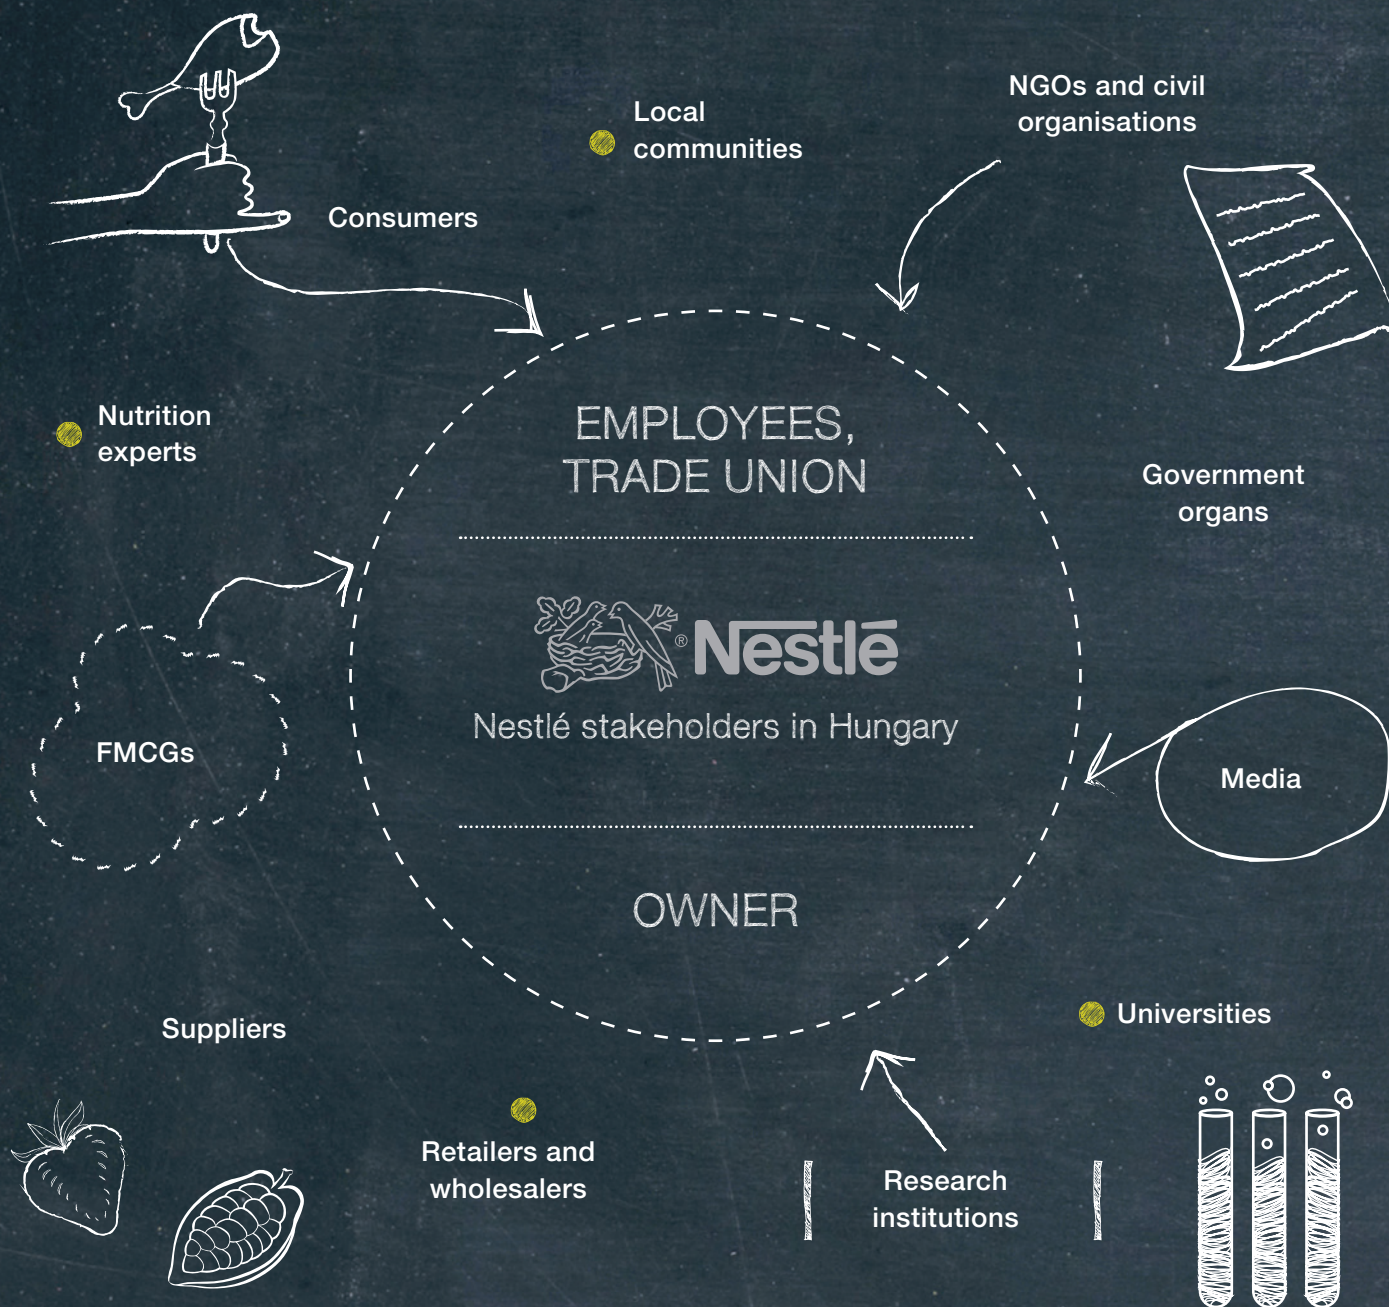 Local
communities
NGOs and civil
organisations
Consumers
Nutrition
experts
EMPLOYEES,
TRADE UNION
Government
organs
® Nestlé
Nestlé stakeholders in Hungary
FMCGs
Media
OWNER
Suppliers
Universities
Retailers and
wholesalers
Research
institutions